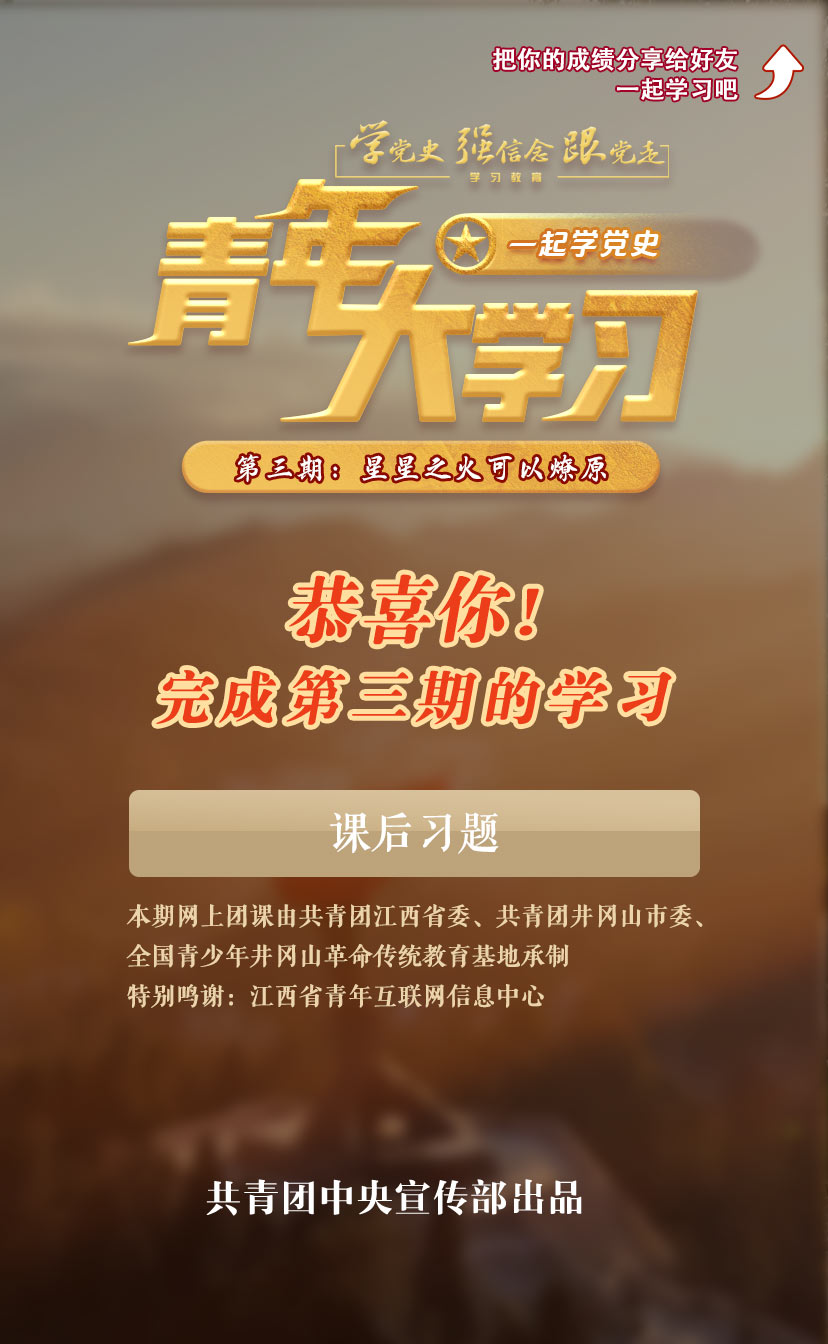 把你的成绩分享给好友
一起学习吧
学党史 强信念 跟党走
学习教育
青年大学习
一起学党史
第三期：星星之火可以燎原
恭喜你！
完成第三期的学习
课后习题
本期网上团课由共青团江西省委、共青团井冈山市委、
全国青少年井冈山革命传统教育基地承制
特别鸣谢：江西省青年互联网信息中心
共青团中央宣传部出品